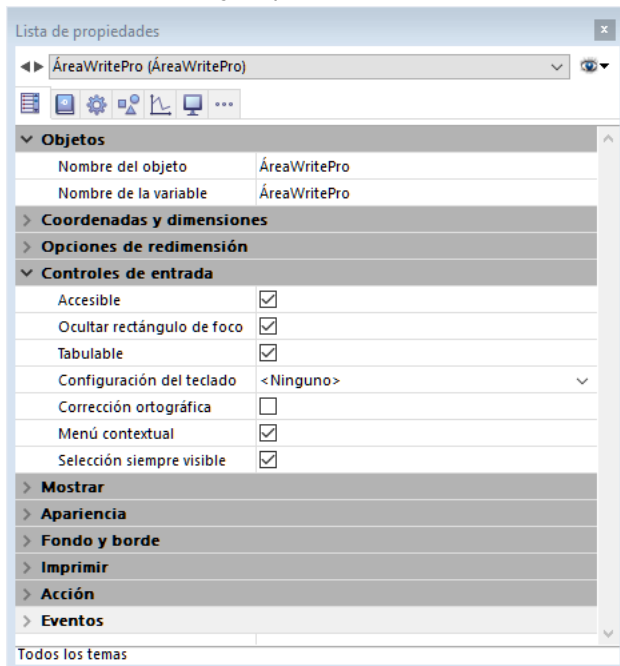 Lista de propiedades
ÁreaWritePro (ÁreaWritePro)
Objetos
Nombre del objeto ÁreaWritePro
Nombre de la variable ÁreaWritePro
Coordenadas y dimensiones
Opciones de redimensión
Controles de entrada
Accesible
Ocultar rectángulo de foco
Tabulable
Configuración del teclado <Ninguno>
Corrección ortográfica
Menú contextual
Selección siempre visible
Mostrar
Apariencia
Fondo y borde
Imprimir
Acción
Eventos
Todos los temas